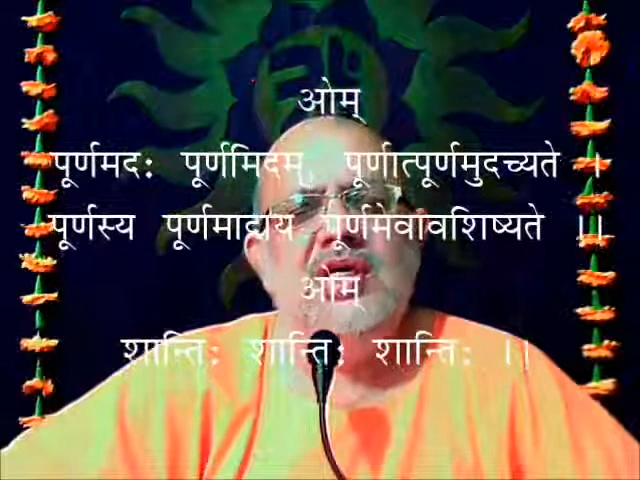 ओम्
पूर्णमदः पूर्णमिदम् पूर्णात्पूर्णमुदच्यते ।
पूर्णस्य पूर्णमादाय पूर्णमेवावशिष्यते ।।
ओम्
शान्तिः शान्तिः शान्तिः ।।